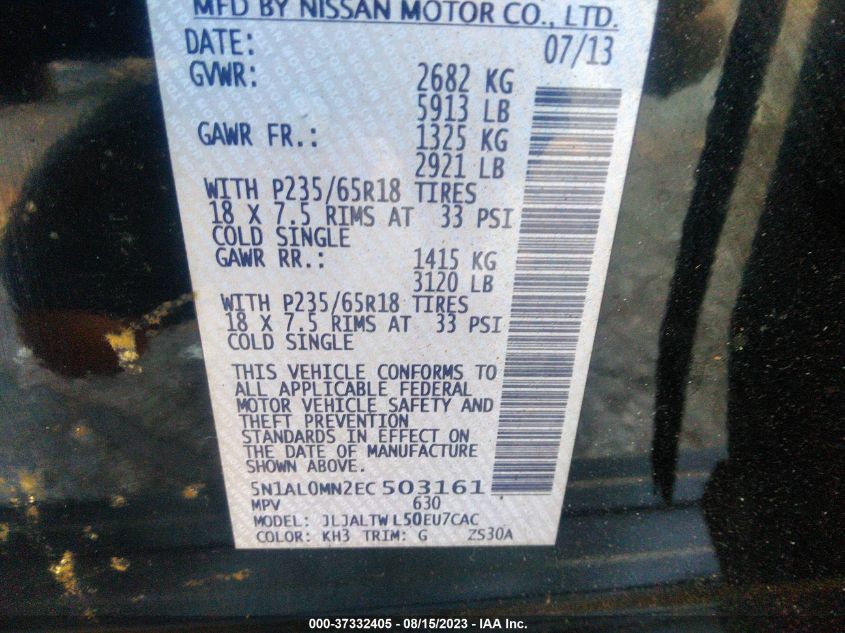 MFD BY NISSAN MOTOR CO., LTD.
DATE: 07/13
GVWR: 2682 KG
5913 LB
GAWR FR.: 1325 KG
2921 LB
WITH P235/65R18 TIRES
18 X 7.5 RIMS AT 33 PSI
COLD SINGLE
GAWR RR.: 1415 KG
3120 LB
WITH P235/65R18 TIRES
18 X 7.5 RIMS AT 33 PSI
COLD SINGLE
THIS VEHICLE CONFORMS TO
ALL APPLICABLE FEDERAL
MOTOR VEHICLE SAFETY AND
THEFT PREVENTION
STANDARDS IN EFFECT ON
THE DATE OF MANUFACTURE
SHOWN ABOVE.
5N1AL0MN2EC 503161
MPV 630
MODEL: JLJALTW L50EU7CAC
COLOR: KH3 TRIM: G ZS30A
000-37332405 - 08/15/2023 - IAA Inc.